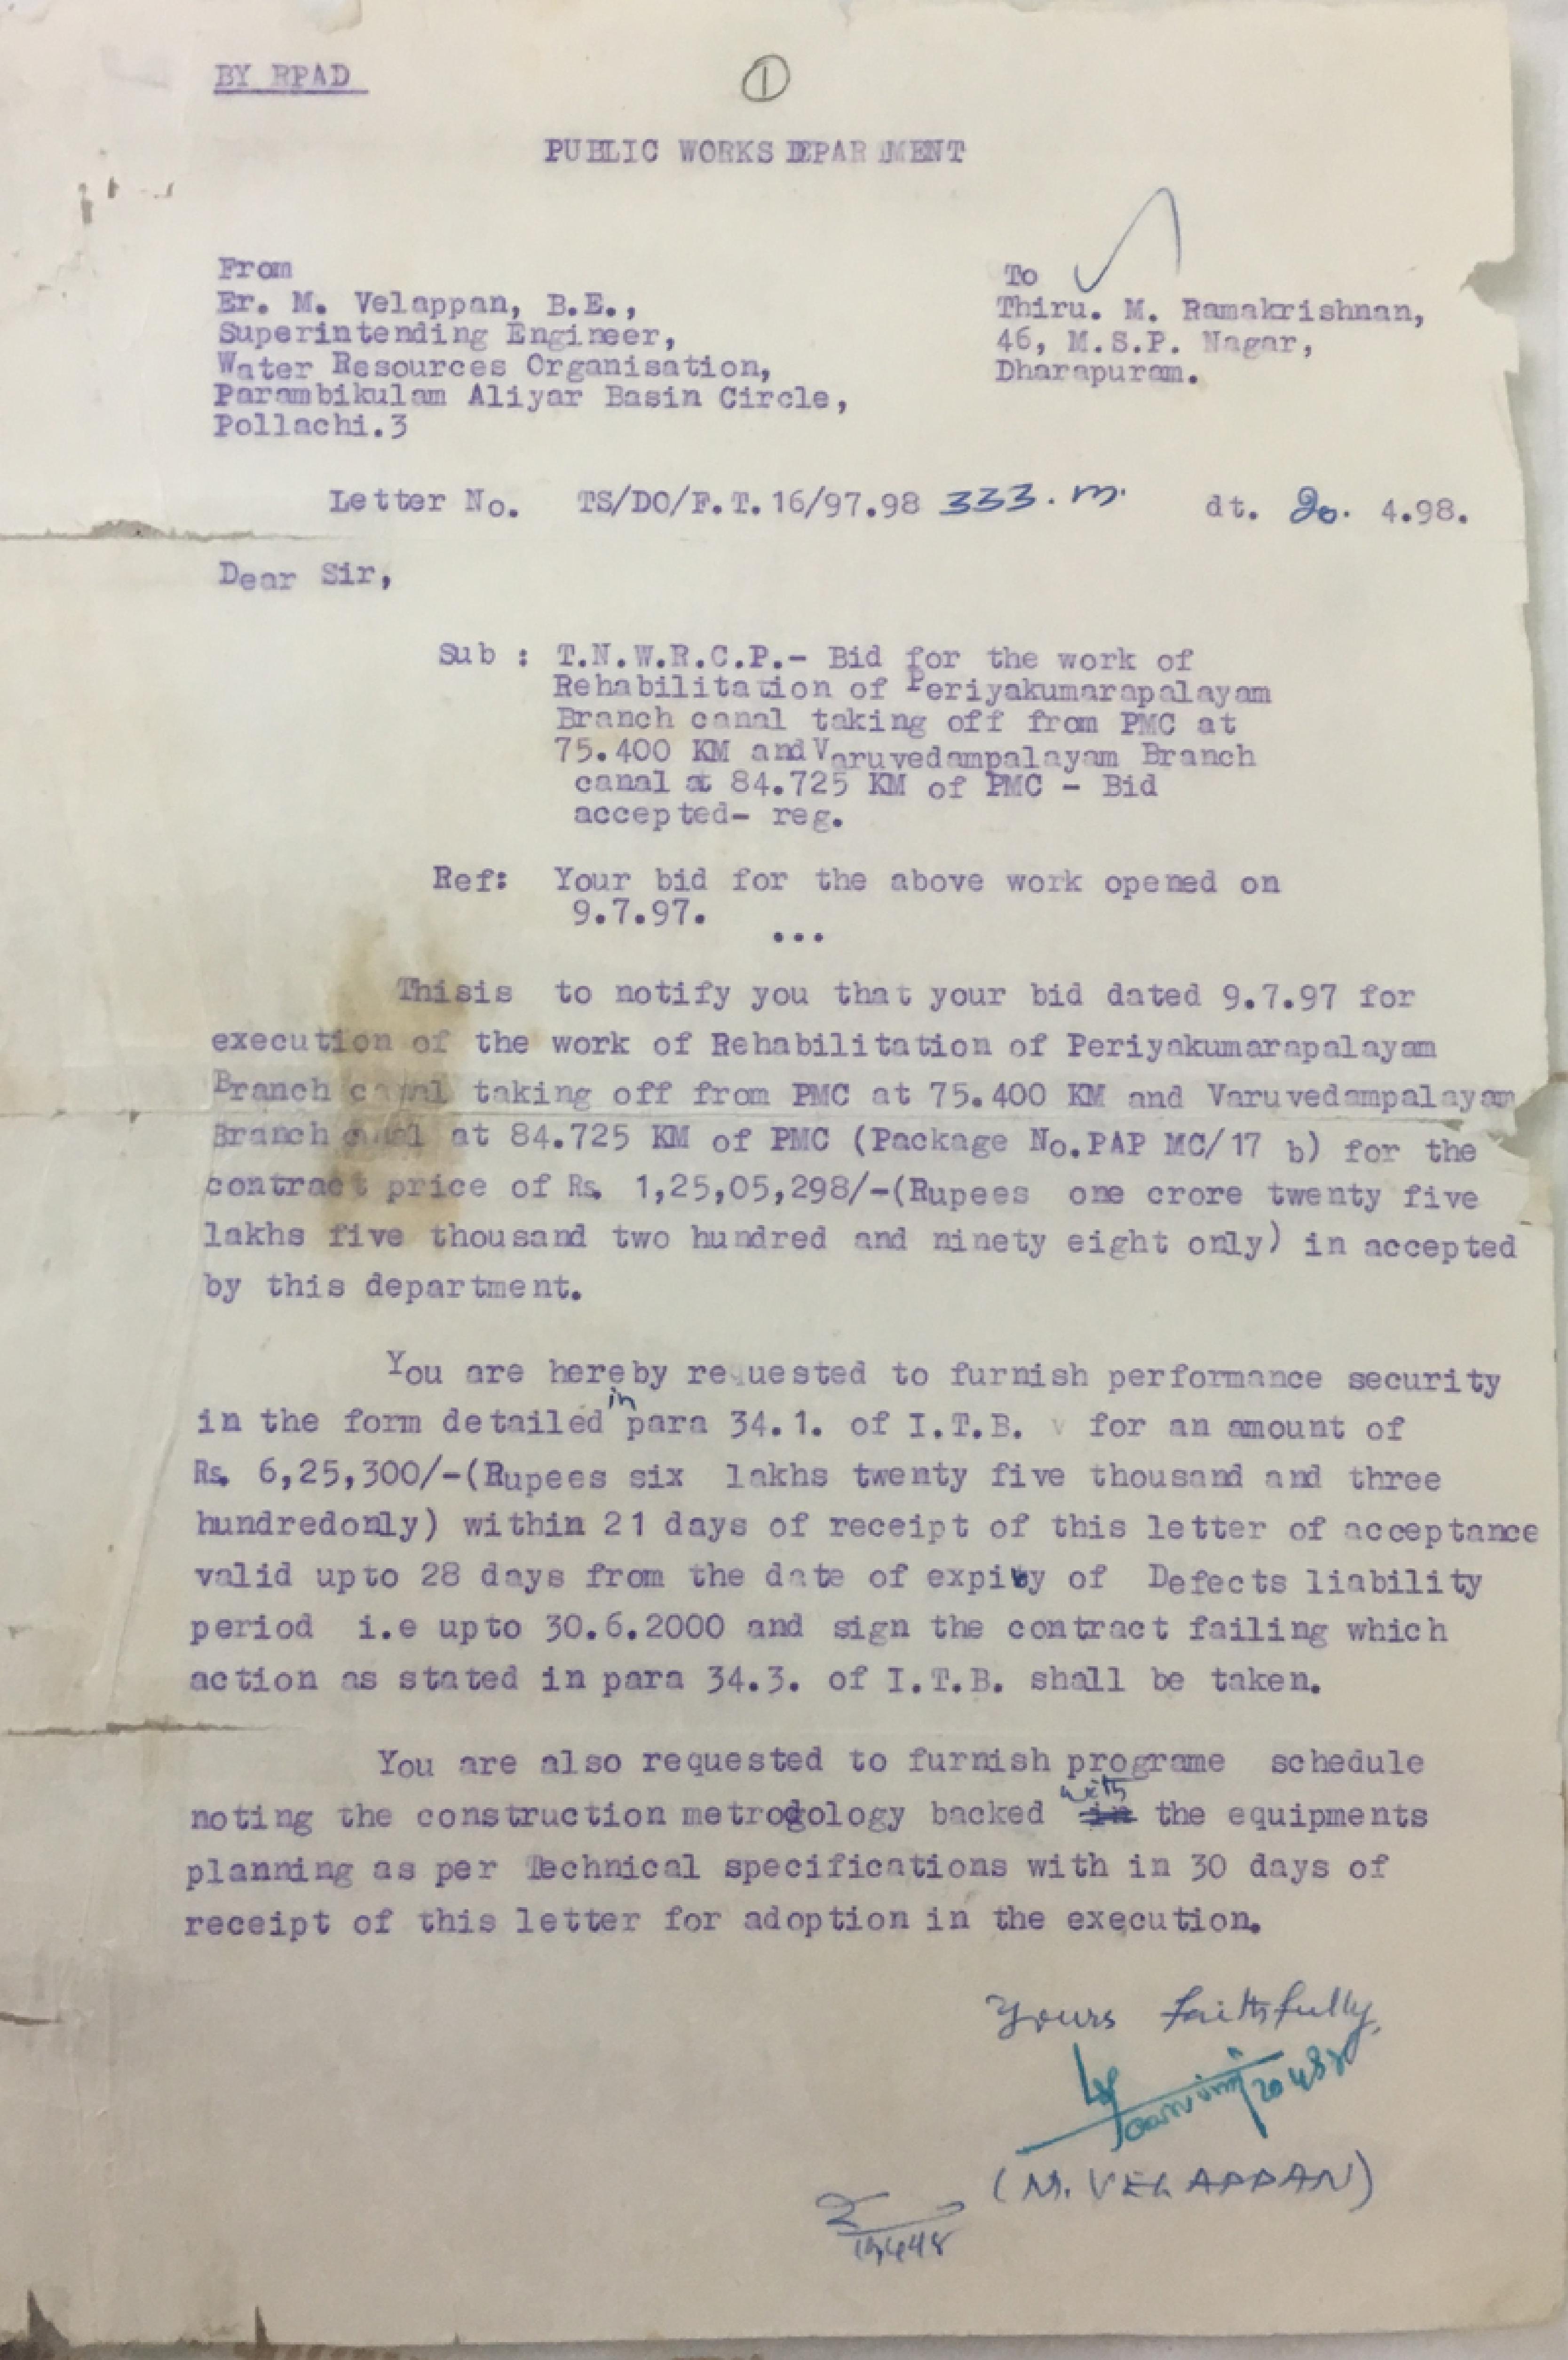 BY RPAD
1
PUBLIC WORKS DEPARTMENT
From
Er. M. Velappan, B.E.,
Superintending Engineer,
Water Resources Organisation,
Parambikulam Aliyar Basin Circle,
Pollachi.3
To
Thiru. M. Ramakrishnan,
46, M.S.P. Nagar,
Dharapuram.
Letter No. TS/DO/F.T.16/97.98 333.m. dt. 20. 4.98.
Dear Sir,
Sub : T.N.W.R.C.P.- Bid for the work of
Rehabilitation of Periyakumarapalayam
Branch canal taking off from PMC at
75.400 KM and Varuvedampalayam Branch
canal at 84.725 KM of PMC - Bid
accepted- reg.
Ref: Your bid for the above work opened on
9.7.97.
...
Thisis to notify you that your bid dated 9.7.97 for
execution of the work of Rehabilitation of Periyakumarapalayam
Branch canal taking off from PMC at 75.400 KM and Varuvedampalayam
Branch canal at 84.725 KM of PMC (Package No.PAP MC/17 b) for the
contract price of Rs. 1,25,05,298/-(Rupees one crore twenty five
lakhs five thousand two hundred and ninety eight only) in accepted
by this department.
You are hereby requested to furnish performance security
in the form detailed in para 34.1. of I.T.B. for an amount of
Rs. 6,25,300/-(Rupees six lakhs twenty five thousand and three
hundredonly) within 21 days of receipt of this letter of acceptance
valid upto 28 days from the date of expiry of Defects liability
period i.e upto 30.6.2000 and sign the contract failing which
action as stated in para 34.3. of I.T.B. shall be taken.
You are also requested to furnish programe schedule
noting the construction metrodology backed with the equipments
planning as per Technical specifications with in 30 days of
receipt of this letter for adoption in the execution.
Yours faithfully,
(M. VELAPPAN)